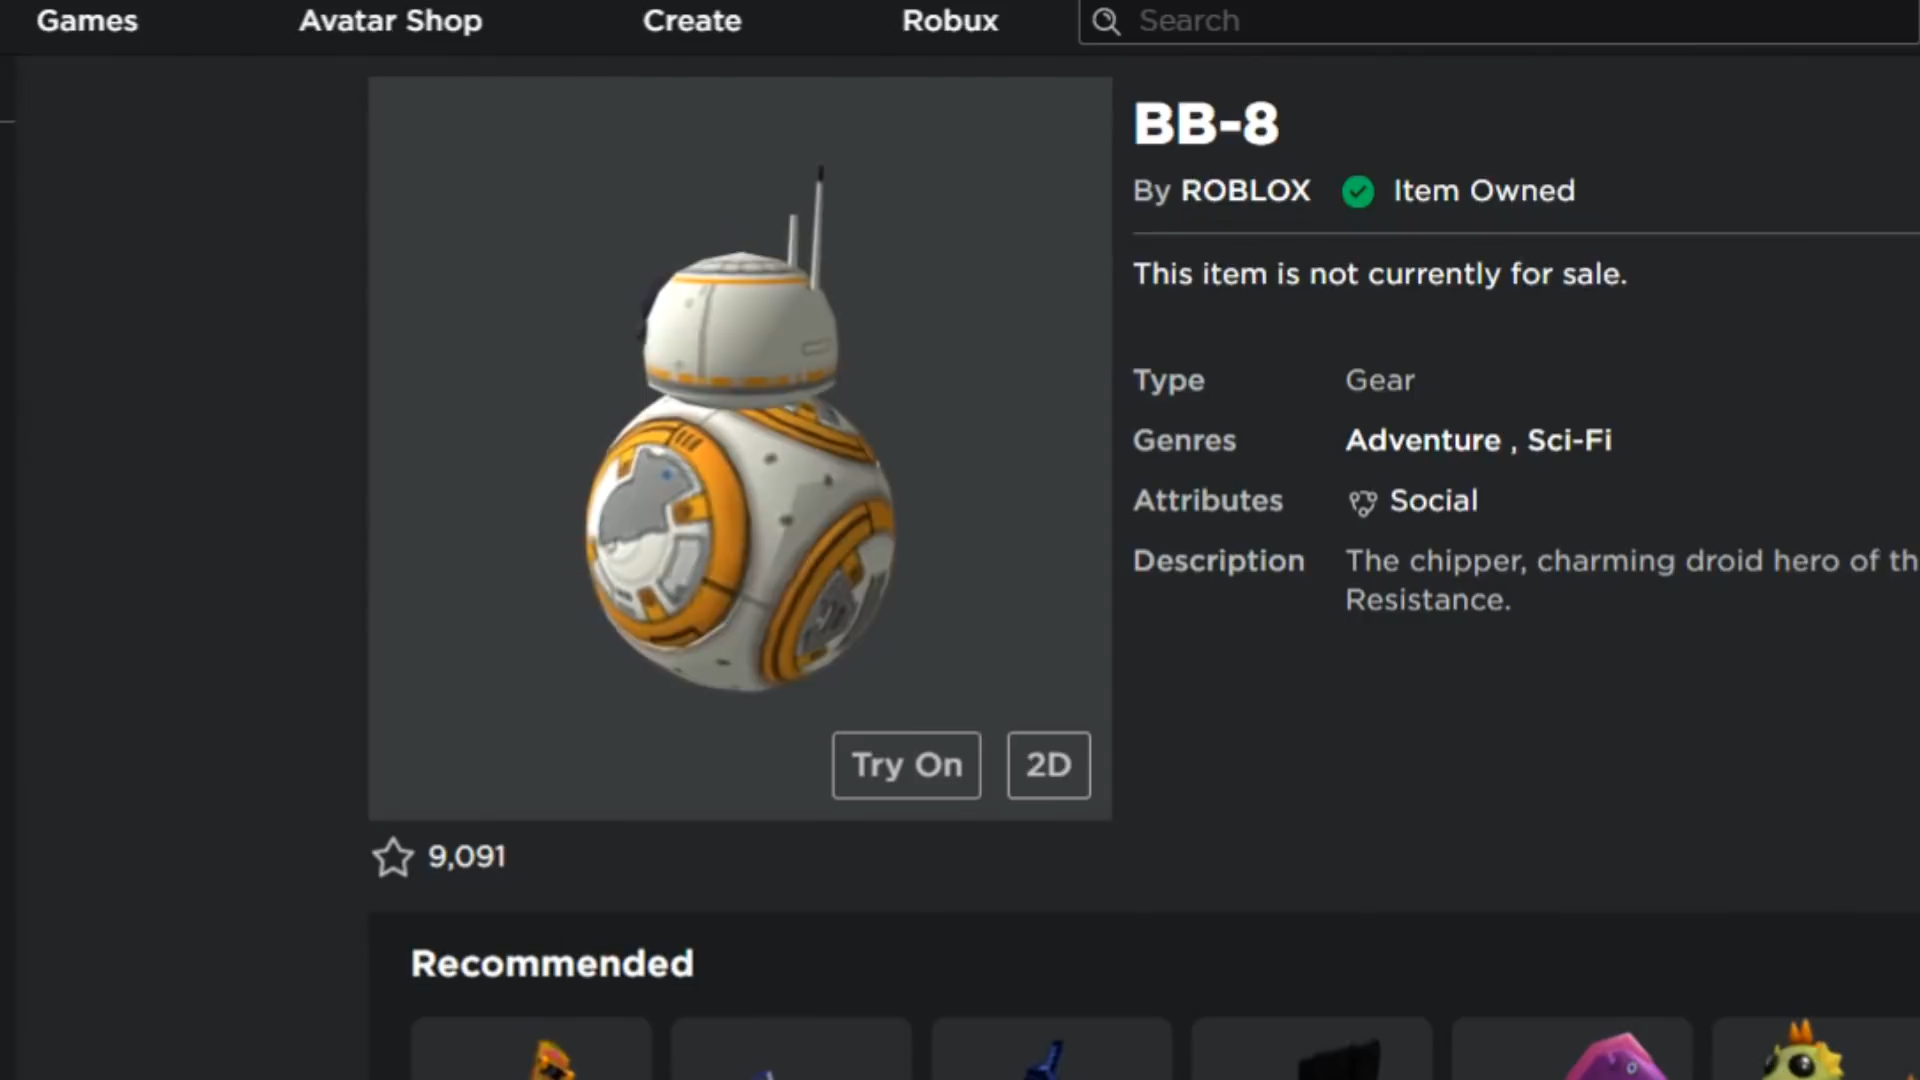 Games Avatar Shop Create Robux Search
BB-8
By ROBLOX Item Owned
This item is not currently for sale.
Type Gear
Genres Adventure , Sci-Fi
Attributes Social
Description The chipper, charming droid hero of th
Resistance.
Try On 2D
9,091
Recommended